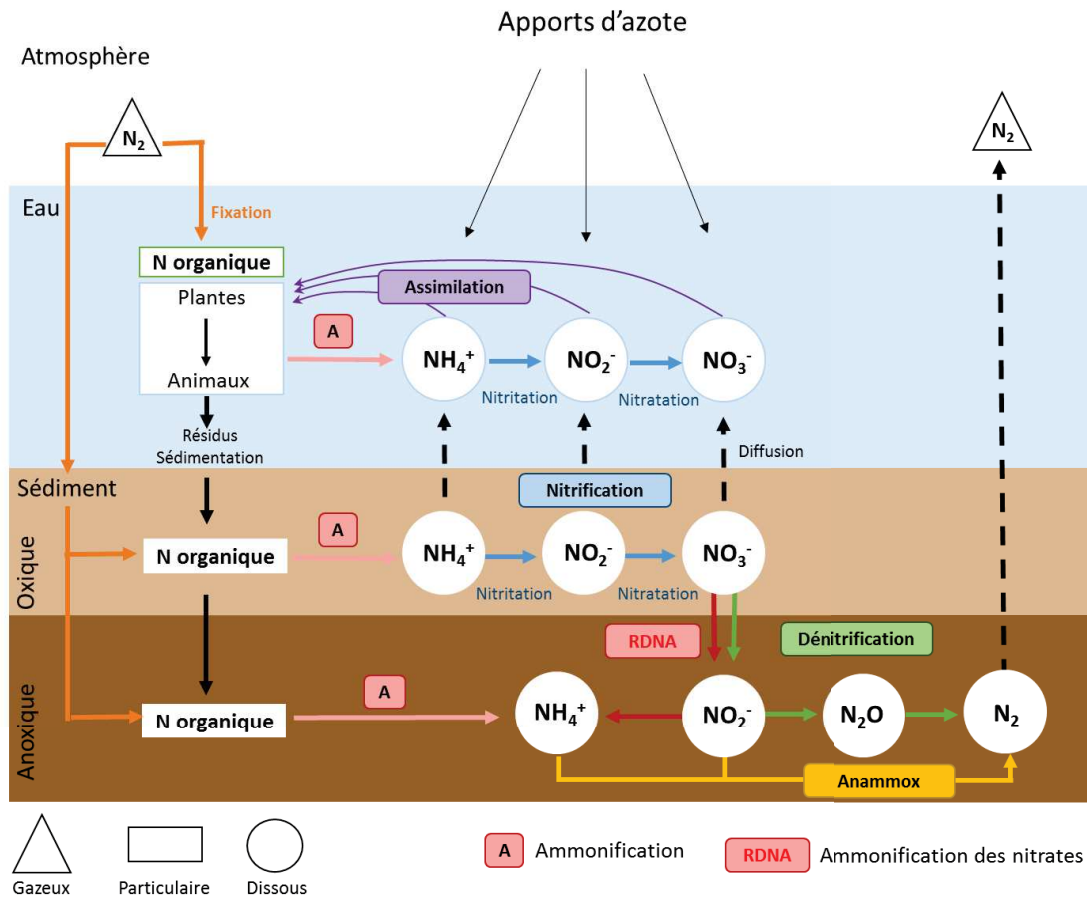 Apports d'azote
Atmosphère
N₂
N₂
Eau
Fixation
N organique
Plantes
Assimilation
A
NH₄⁺
NO₂⁻
NO₃⁻
Animaux
Nitritation
Nitratation
Résidus
Sédimentation
Diffusion
Sédiment
Nitrification
Oxique
A
N organique
NH₄⁺
NO₂⁻
NO₃⁻
Nitritation
Nitratation
RDNA
Dénitrification
Anoxique
A
N organique
NH₄⁺
NO₂⁻
N₂O
N₂
Anammox
A
Ammonification
RDNA
Ammonification des nitrates
Gazeux
Particulaire
Dissous